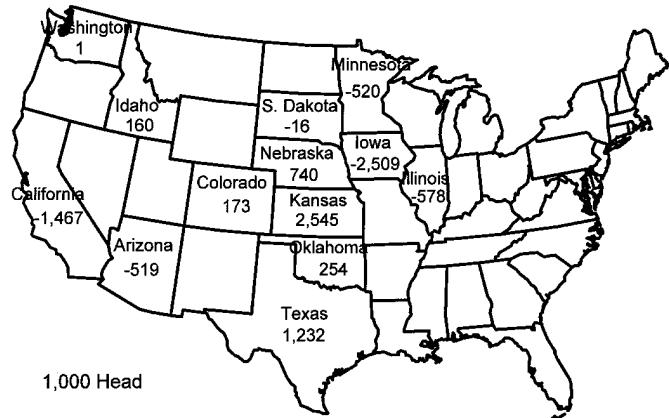 Washington
1
Minnesota
-520
Idaho
160
S. Dakota
-16
Iowa
-2,509
Nebraska
740
Illinois
-578
California
-1,467
Colorado
173
Kansas
2,545
Arizona
-519
Oklahoma
254
Texas
1,232
1,000 Head